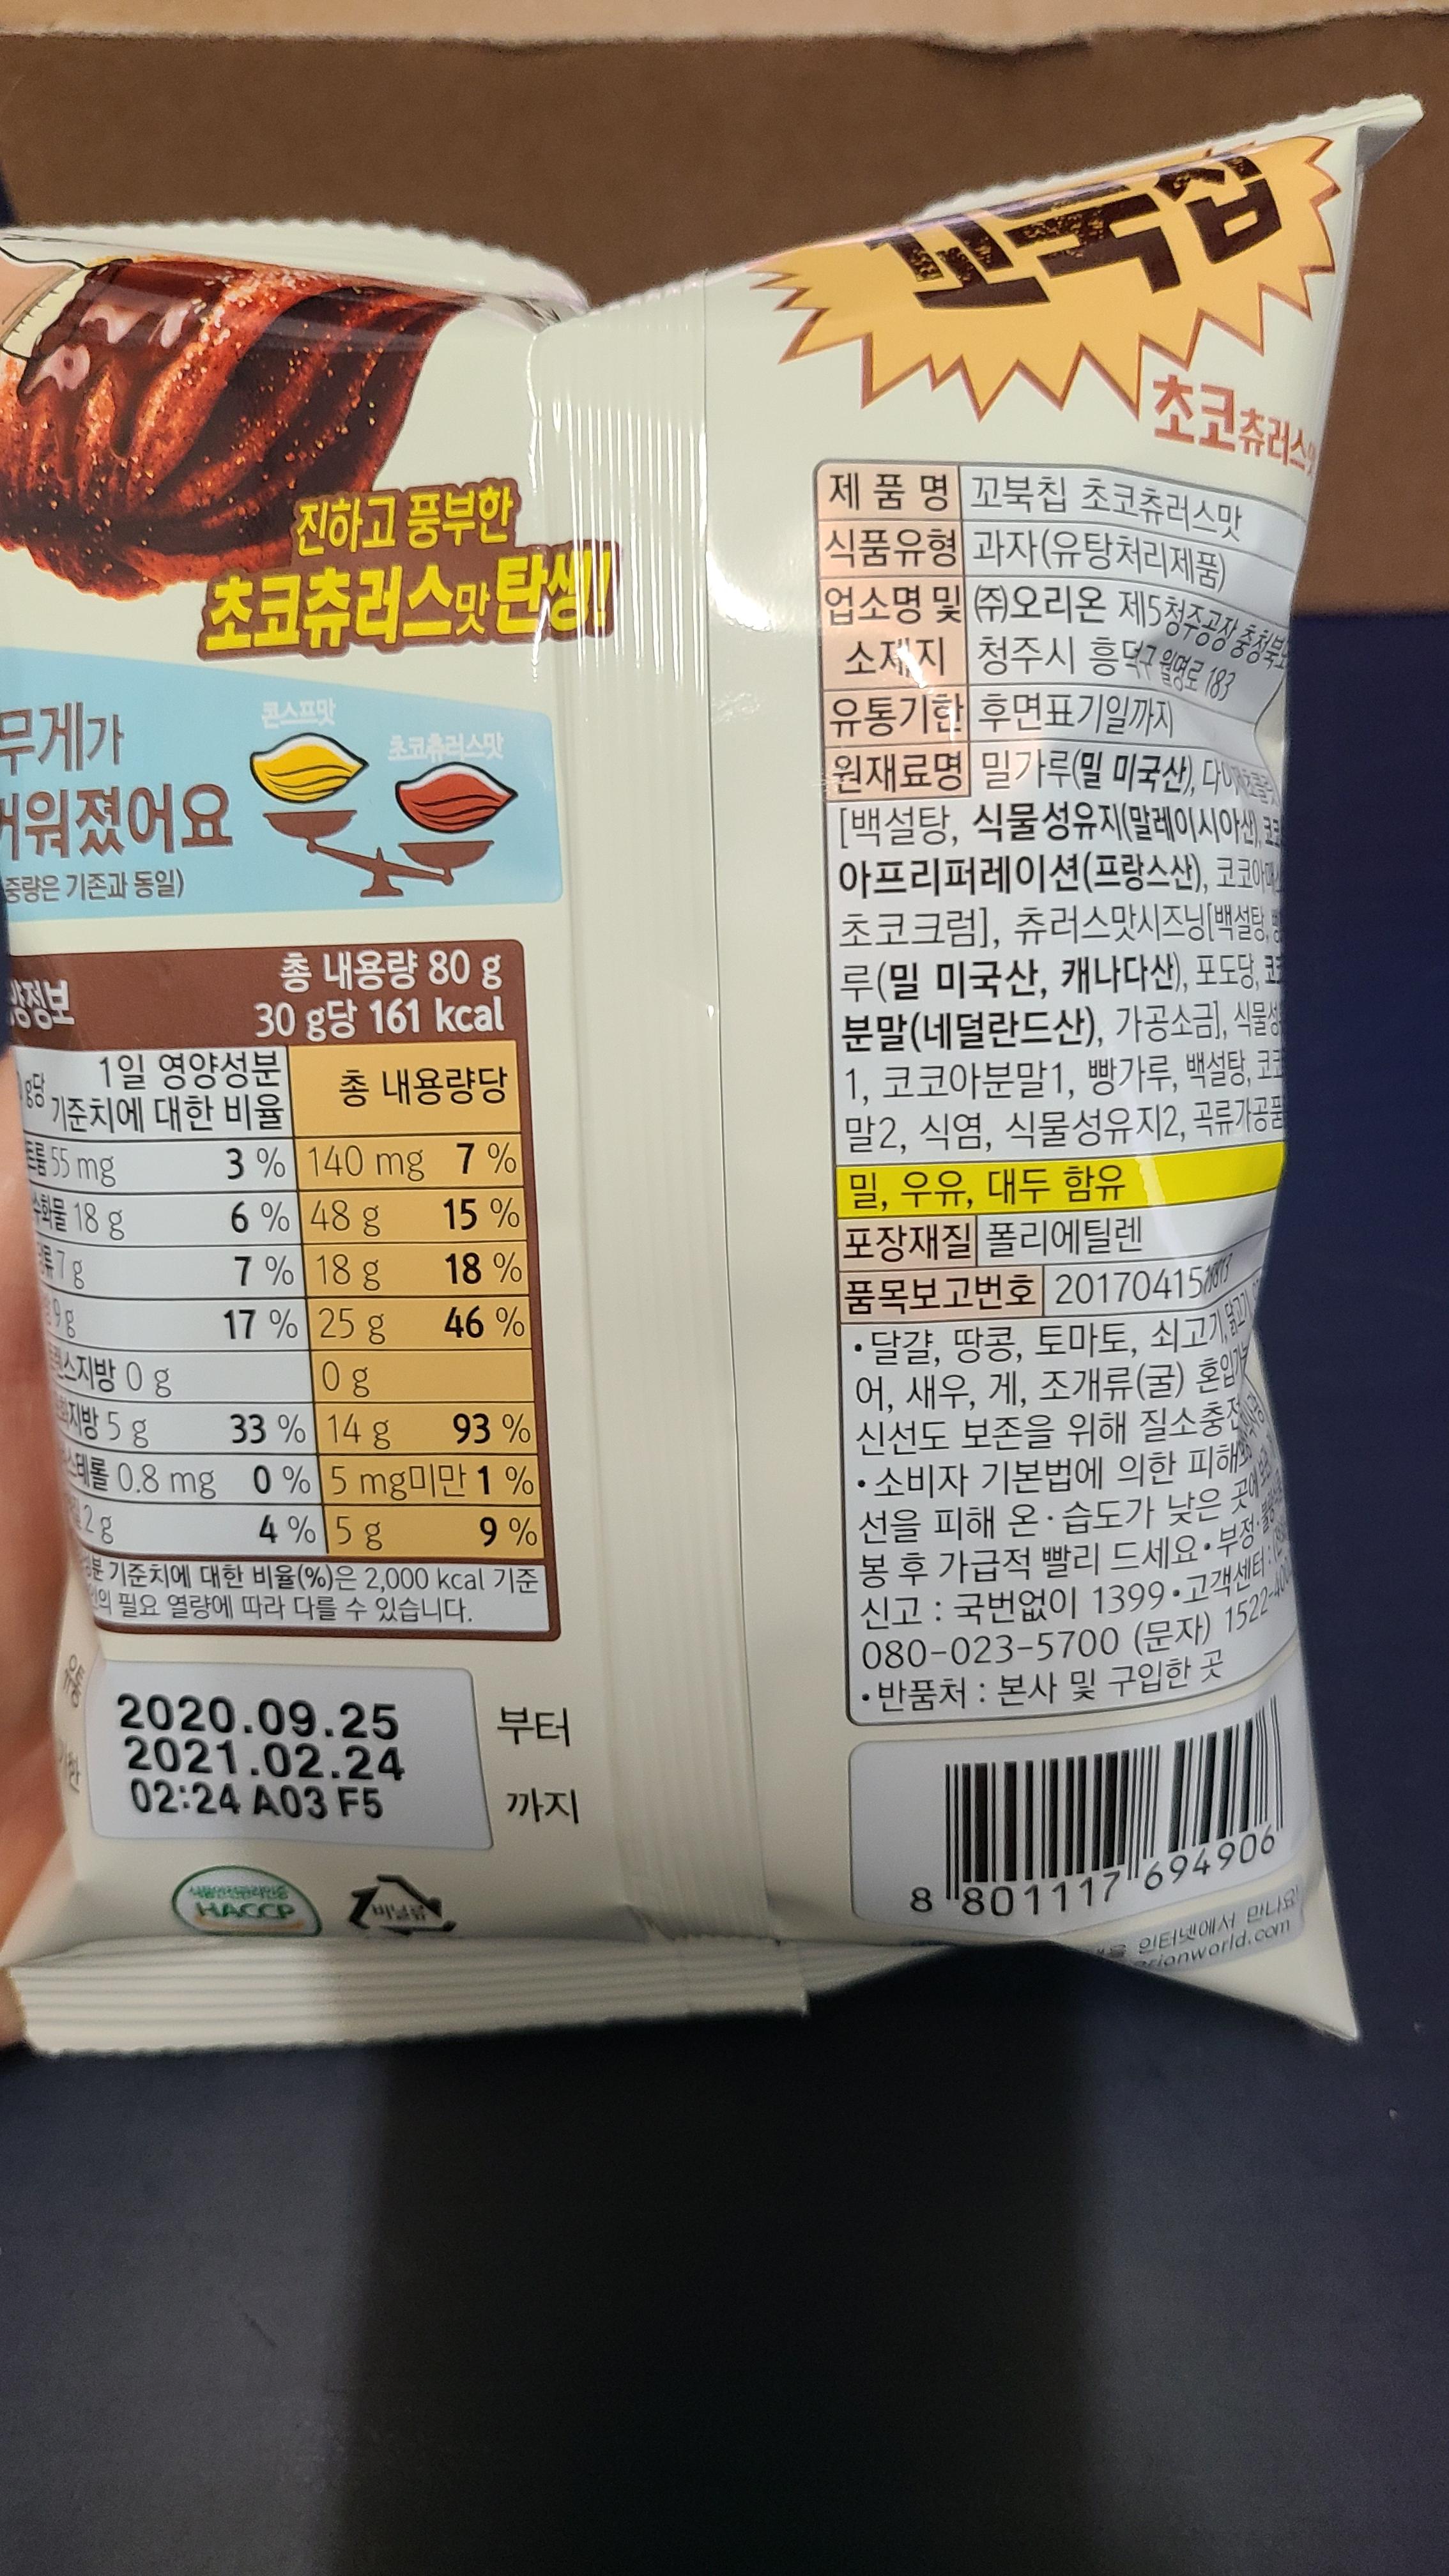 꼬북칩
초코츄러스맛
진하고 풍부한
초코츄러스맛 탄생!
무게가
콘스프맛
초코츄러스맛
워졌어요
중량은 기존과 동일)
총 내용량 80 g
30 g당 161 kcal
g당 1일 영양성분
기준치에 대한 비율
총 내용량당
55 mg 3 % 140 mg 7 %
18 g 6 % 48 g 15 %
7 g 7 % 18 g 18 %
9 g 17 % 25 g 46 %
스지방 0 g 0 g
지방 5 g 33 % 14 g 93 %
스테롤 0.8 mg 0 % 5 mg미만 1 %
2 g 4 % 5 g 9 %
기준치에 대한 비율(%)은 2,000 kcal 기준
필요 열량에 따라 다를 수 있습니다.
2020.09.25 부터
2021.02.24
02:24 A03 F5 까지
HACCP
비닐류
제 품 명 꼬북칩 초코츄러스맛
식품유형 과자(유탕처리제품)
업소명 및 ㈜오리온 제5청주공장 충청북
소재지 청주시 흥덕구 월명로 183
유통기한 후면표기일까지
원재료명 밀가루(밀 미국산),
[백설탕, 식물성유지(말레이시아산),
아프리퍼레이션(프랑스산),
초코크럼], 츄러스맛시즈닝[백설탕,
루(밀 미국산, 캐나다산), 포도당,
분말(네덜란드산), 가공소금], 식물성
1, 코코아분말1, 빵가루, 백설탕,
말2, 식염, 식물성유지2, 곡류가공품
밀, 우유, 대두 함유
포장재질 폴리에틸렌
품목보고번호
•달걀, 땅콩, 토마토, 쇠고기,
어, 새우, 게, 조개류(굴)
신선도 보존을 위해
•소비자 기본법에 의한 피해
선을 피해 온·습도가 낮은 곳에
봉 후 가급적 빨리 드세요•부정·
신고 : 국번없이 1399•고객센터:
080-023-5700 (문자)
•반품처 : 본사 및 구입한 곳
8 801117 694906
인터넷에서 만나요!
orionworld.com